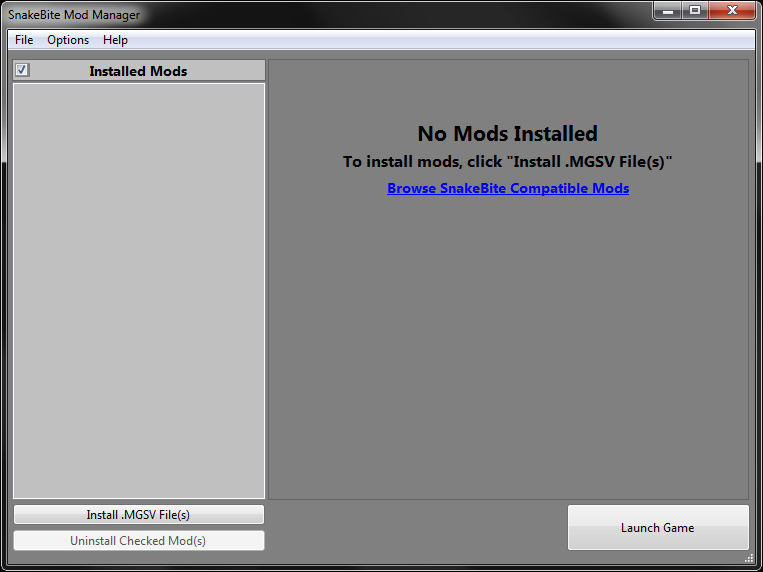 SnakeBite Mod Manager
File Options Help
Installed Mods
No Mods Installed
To install mods, click "Install .MGSV File(s)"
Browse SnakeBite Compatible Mods
Install .MGSV File(s)
Uninstall Checked Mod(s)
Launch Game